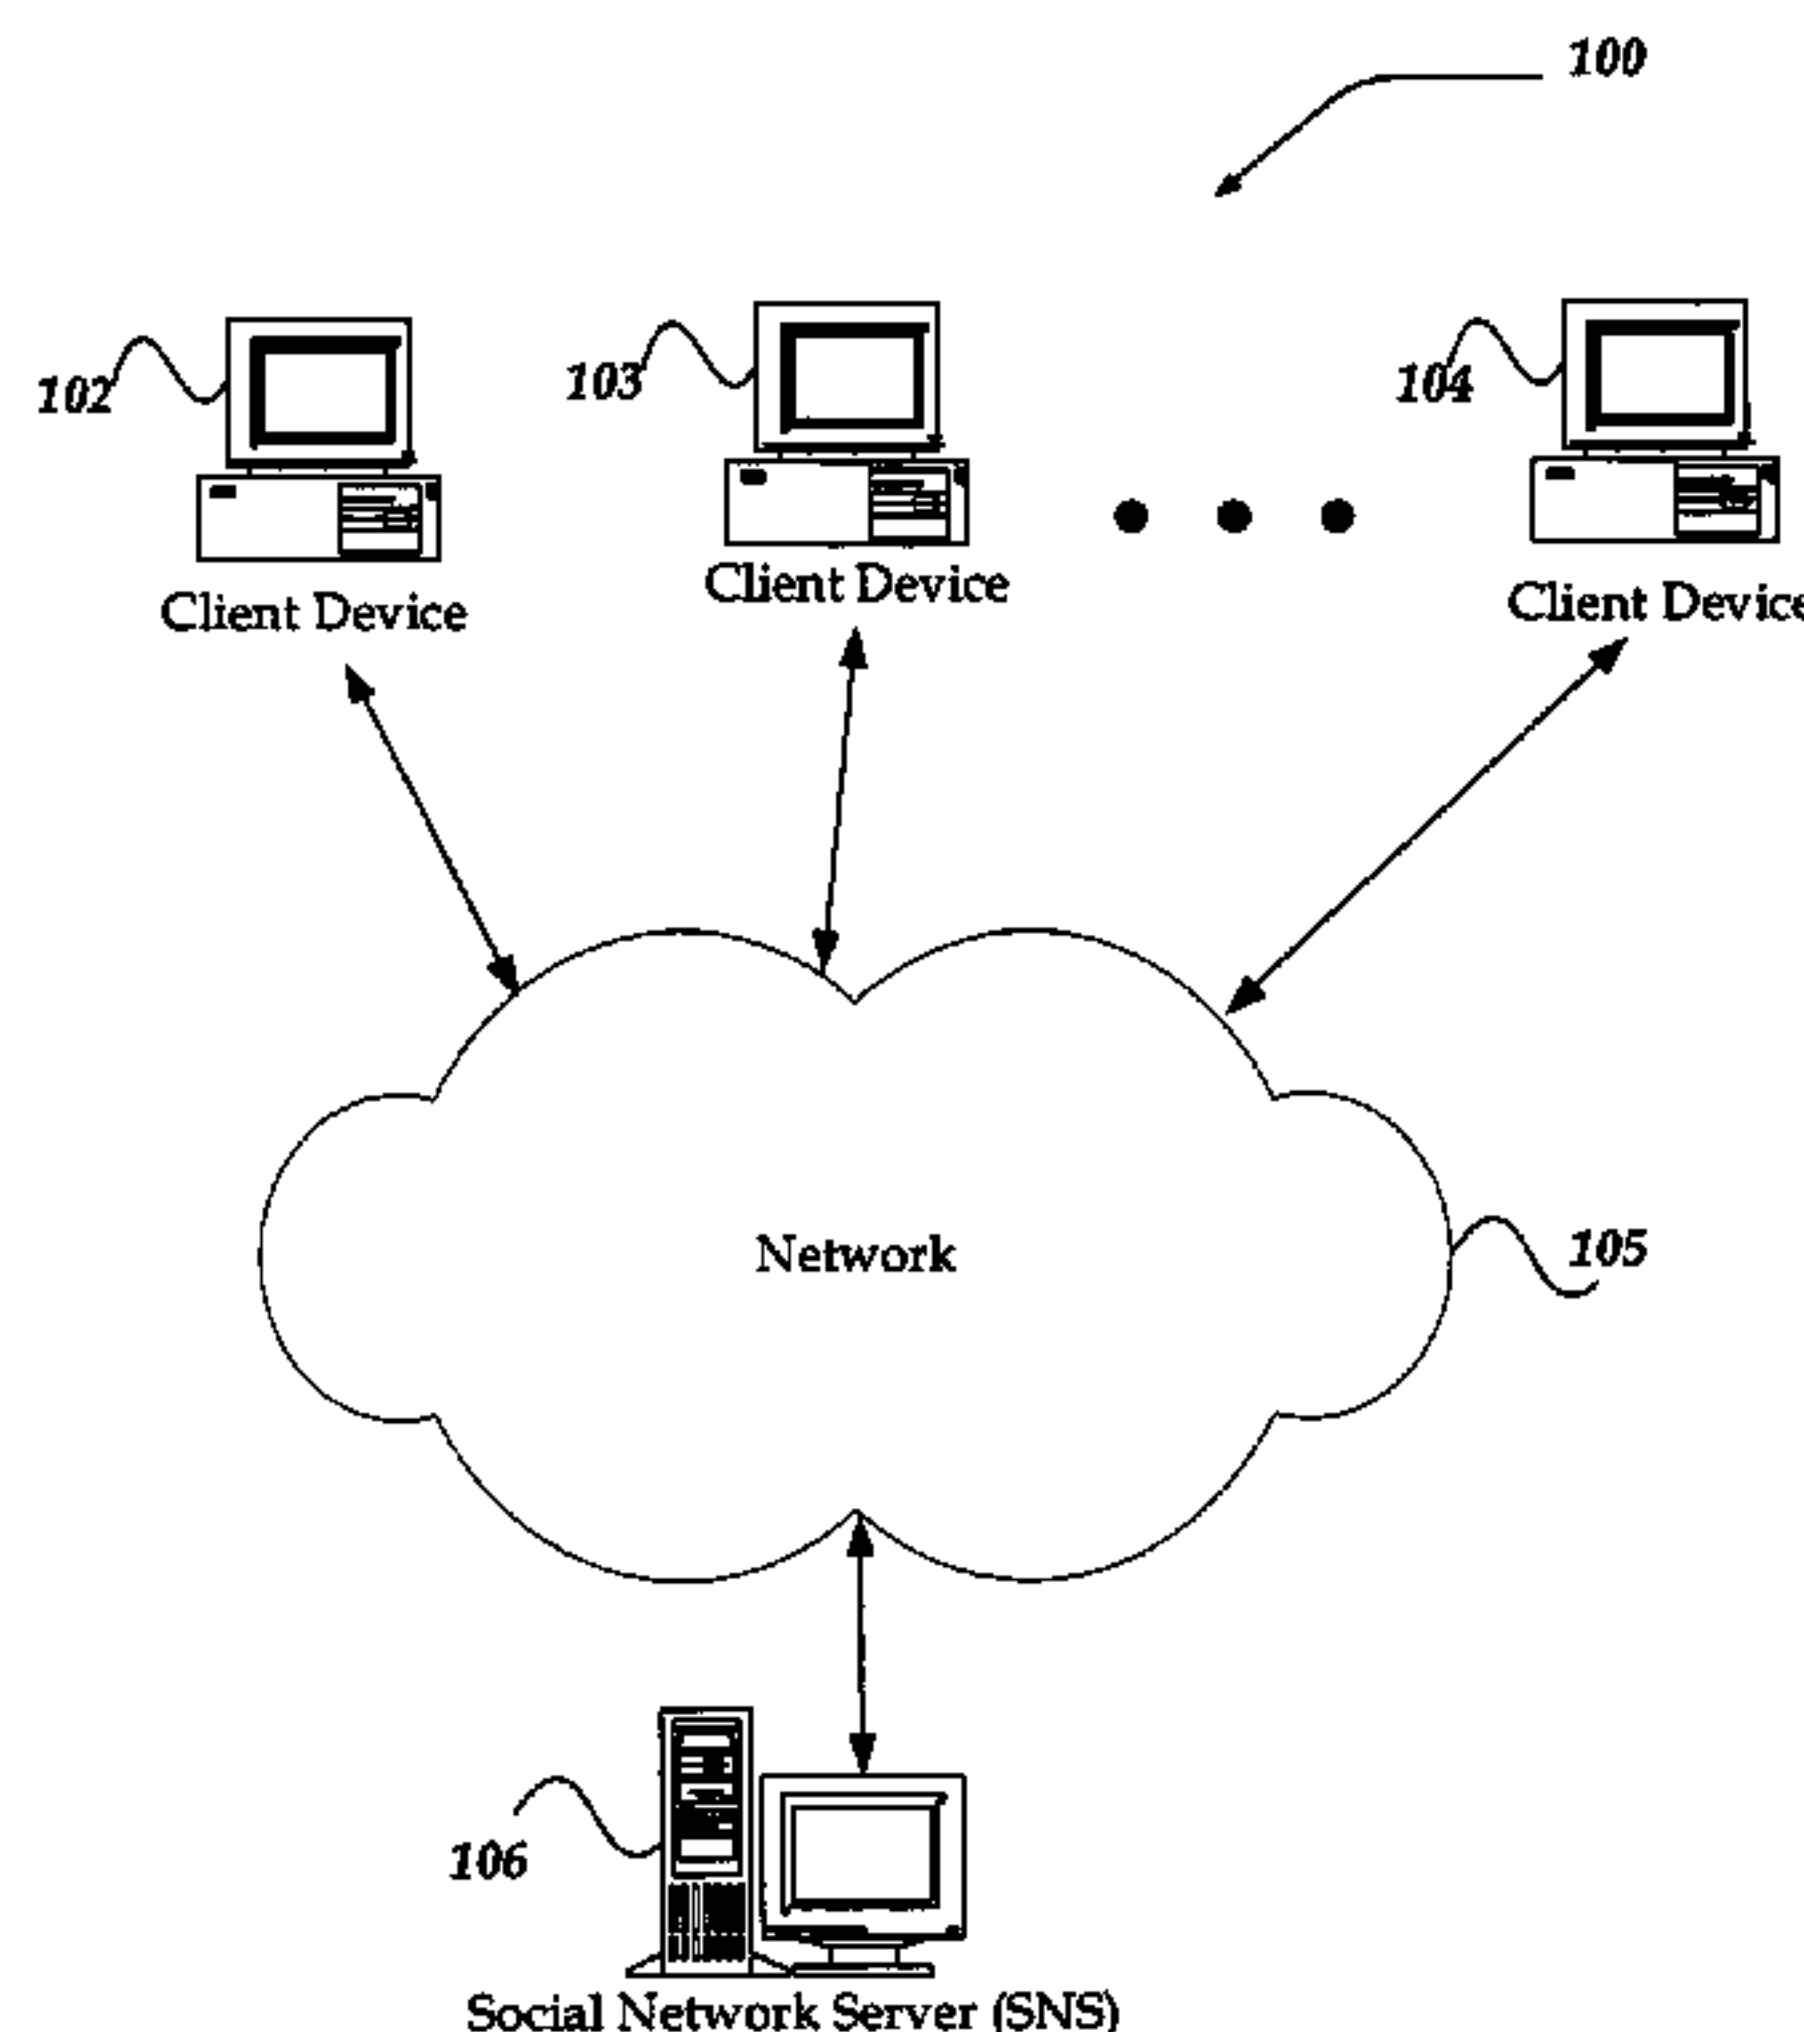 100
102
103
104
Client Device
Client Device
Client Device
Network
105
106
Social Network Server (SNS)